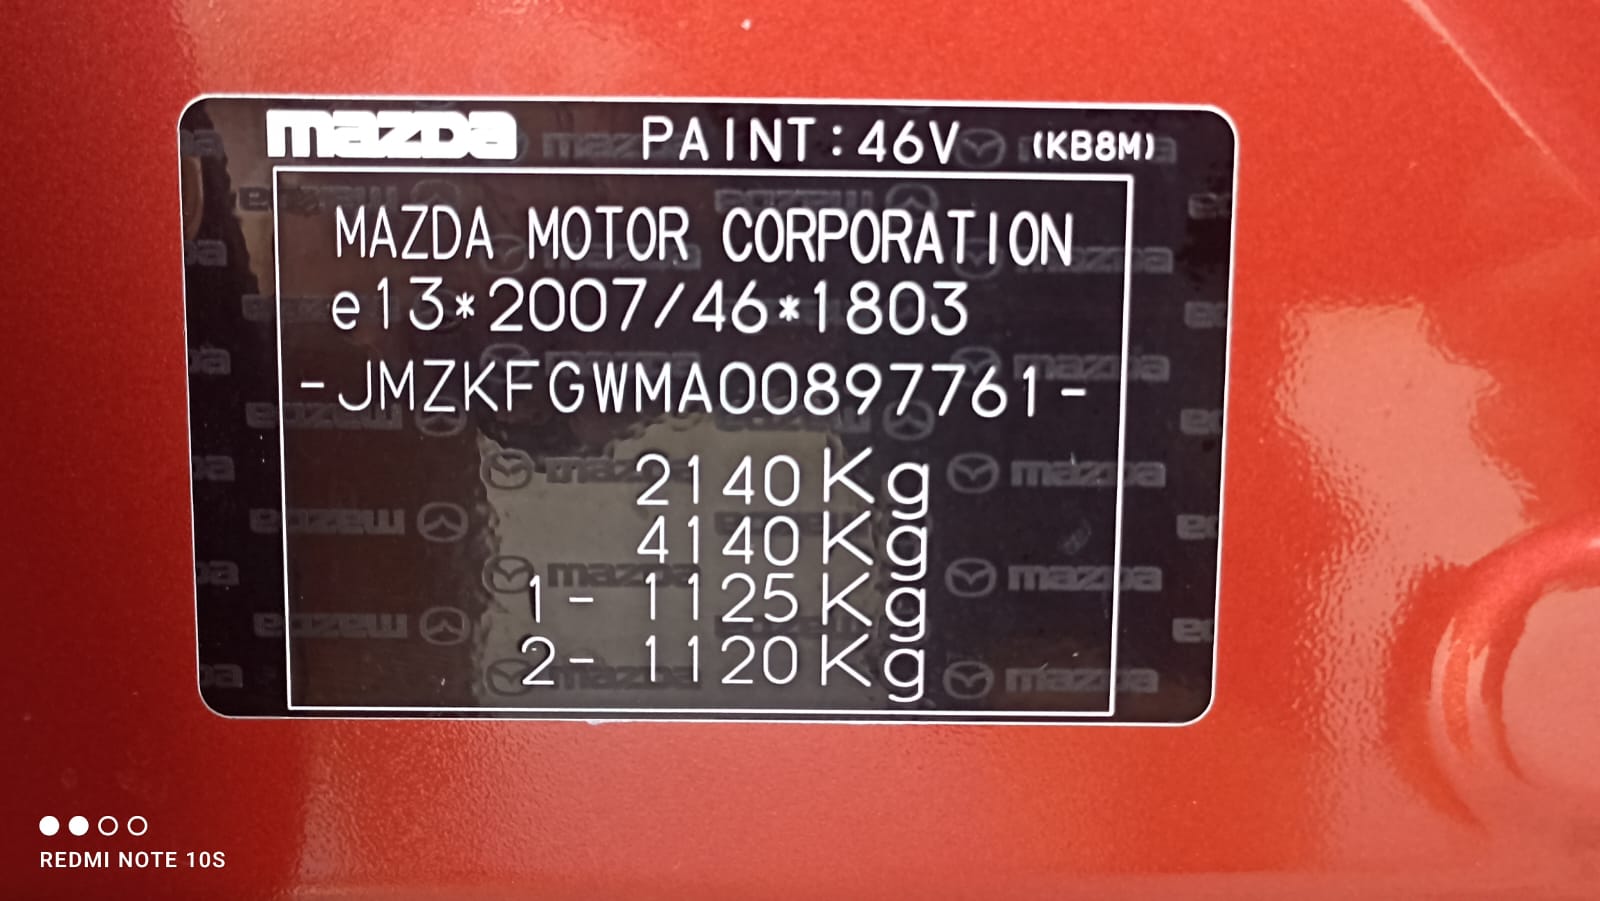 mazda PAINT:46V (KB8M)
MAZDA MOTOR CORPORATION
e13*2007/46*1803
-JMZKFGWMA00897761-
2140Kg
4140Kg
1- 1125Kg
2- 1120Kg
REDMI NOTE 10S